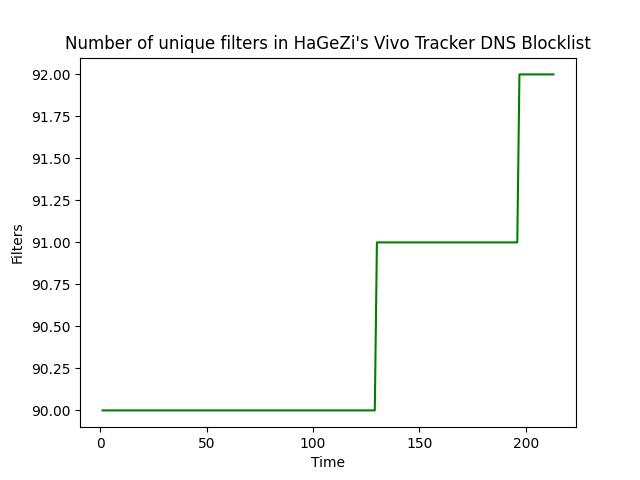 Number of unique filters in HaGeZi's Vivo Tracker DNS Blocklist
92.00
91.75
91.50
91.25
91.00
90.75
90.50
90.25
90.00
Filters
0 50 100 150 200
Time